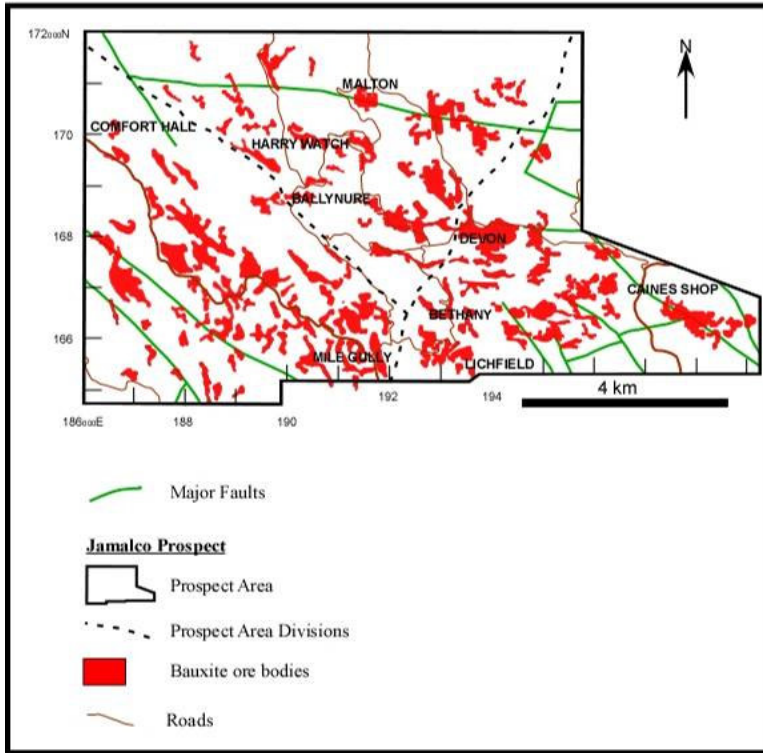 172000N
N
MALTON
COMFORT HALL
170
HARRY WATCH
BALLYNURE
168
DEVON
CAINES SHOP
BETHANY
166
MILE GULLY
LICHFIELD
4 km
186000E
188
190
192
194
Major Faults
Jamalco Prospect
Prospect Area
Prospect Area Divisions
Bauxite ore bodies
Roads